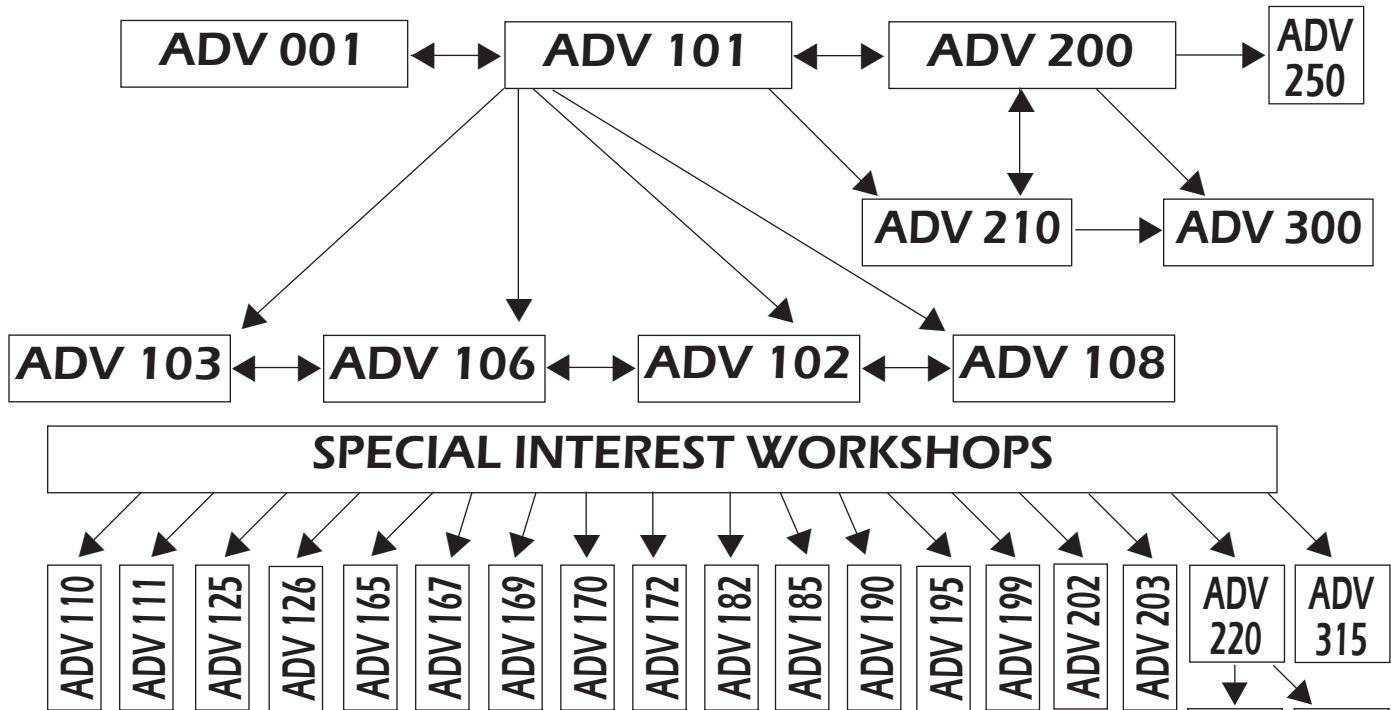 ADV 001
ADV 101
ADV 200
ADV
250
ADV 210
ADV 300
ADV 103
ADV 106
ADV 102
ADV 108
SPECIAL INTEREST WORKSHOPS
ADV 110
ADV 111
ADV 125
ADV 126
ADV 165
ADV 167
ADV 169
ADV 170
ADV 172
ADV 182
ADV 185
ADV 190
ADV 195
ADV 199
ADV 202
ADV 203
ADV
220
ADV
315